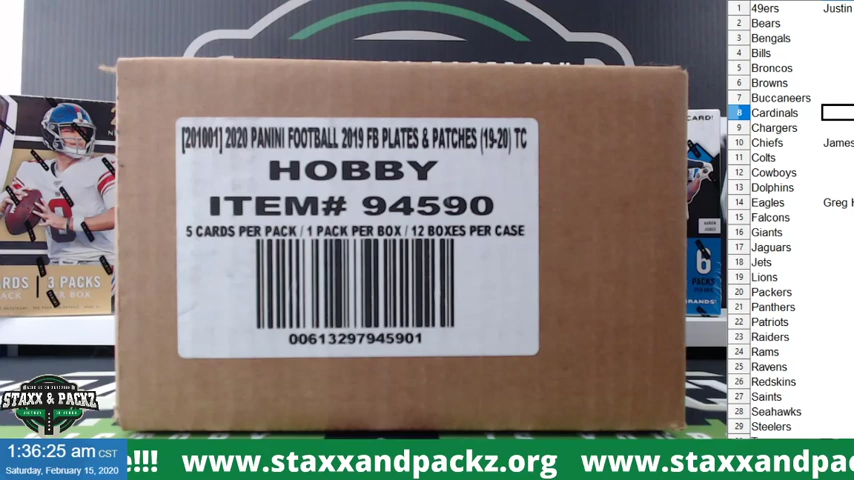 [201001] 2020 PANINI FOOTBALL 2019 FB PLATES & PATCHES (19-20) TC
HOBBY
ITEM# 94590
5 CARDS PER PACK / 1 PACK PER BOX / 12 BOXES PER CASE
00613297945901
3 PACKS
PER BOX
CARD!
6
1 49ers Justin
2 Bears
3 Bengals
4 Bills
5 Broncos
6 Browns
7 Buccaneers
8 Cardinals
9 Chargers
10 Chiefs James
11 Colts
12 Cowboys
13 Dolphins
14 Eagles Greg
15 Falcons
16 Giants
17 Jaguars
18 Jets
19 Lions
20 Packers
21 Panthers
22 Patriots
23 Raiders
24 Rams
25 Ravens
26 Redskins
27 Saints
28 Seahawks
29 Steelers
STAXX & PACKZ
1:36:25 am CST
Saturday, February 15, 2020
e!!! www.staxxandpackz.org www.staxxandpa